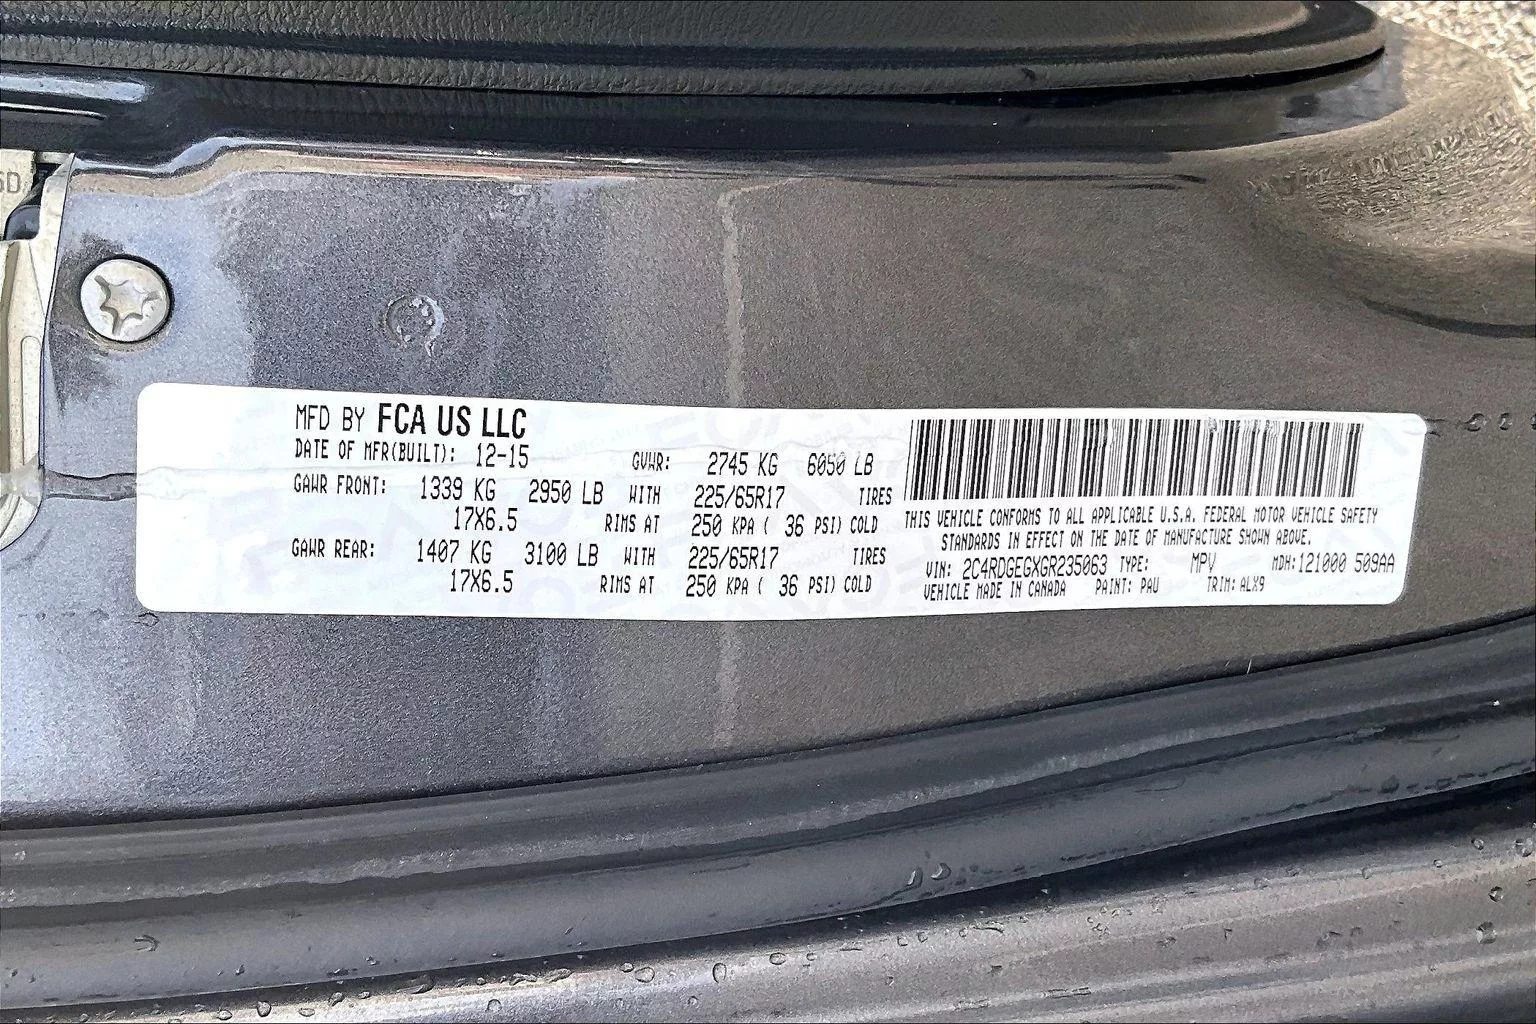 MFD BY FCA US LLC
DATE OF MFR(BUILT): 12-15 GVWR: 2745 KG 6050 LB
GAWR FRONT: 1339 KG 2950 LB WITH 225/65R17 TIRES
17X6.5 RIMS AT 250 KPA ( 36 PSI) COLD
GAWR REAR: 1407 KG 3100 LB WITH 225/65R17 TIRES
17X6.5 RIMS AT 250 KPA ( 36 PSI) COLD
THIS VEHICLE CONFORMS TO ALL APPLICABLE U.S.A. FEDERAL MOTOR VEHICLE SAFETY
STANDARDS IN EFFECT ON THE DATE OF MANUFACTURE SHOWN ABOVE.
VIN: 2C4RDGEGXGR235063 TYPE: MPV MDH:121000 509AA
VEHICLE MADE IN CANADA PAINT: PAU TRIM: ALX9